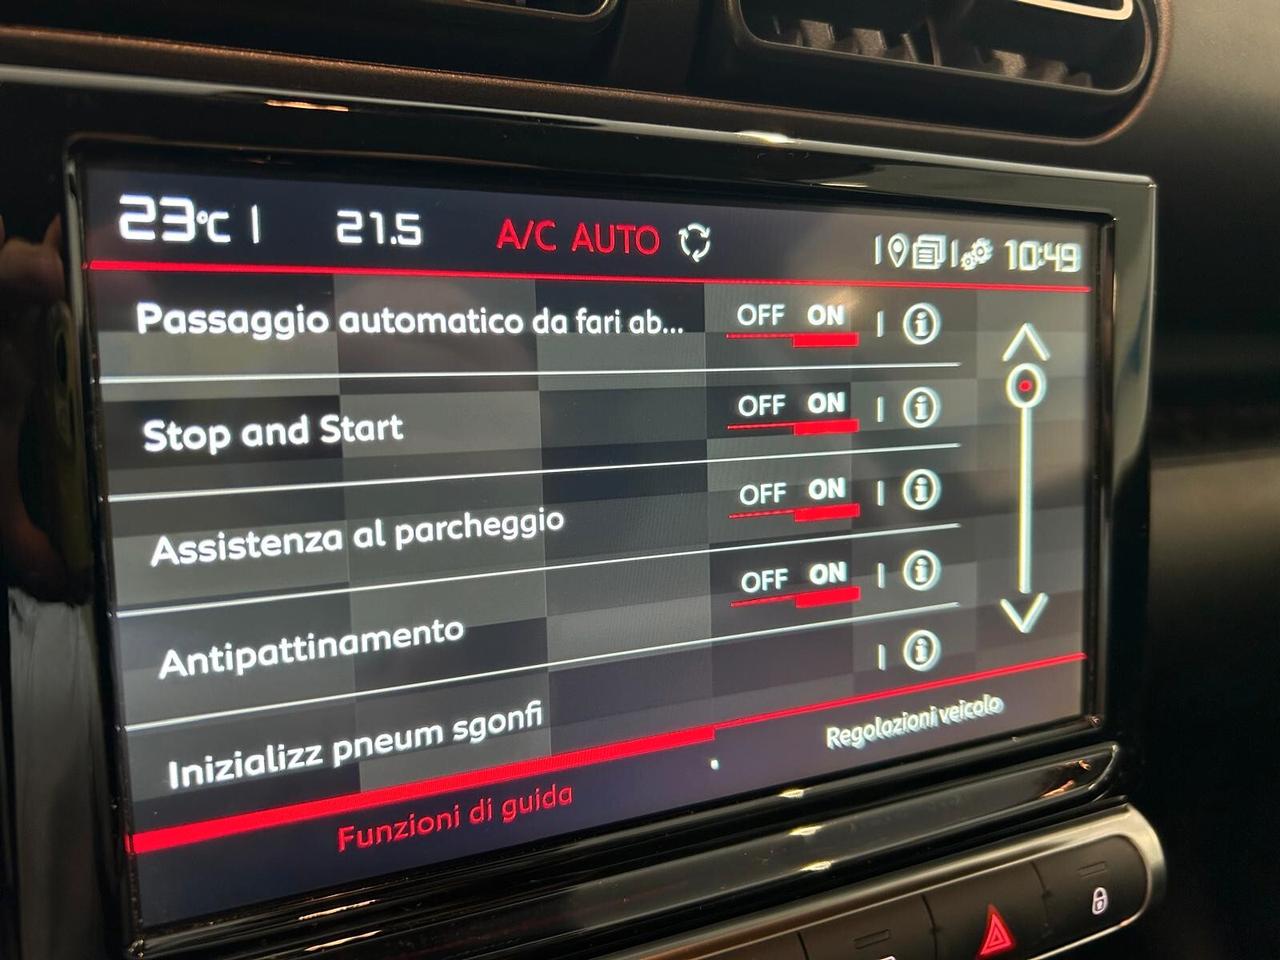 23°C 21.5 A/C AUTO 10:49
Passaggio automatico da fari ab... OFF ON
Stop and Start OFF ON
Assistenza al parcheggio OFF ON
Antipattinamento OFF ON
Inizializz pneum sgonfi
Funzioni di guida Regolazioni veicolo